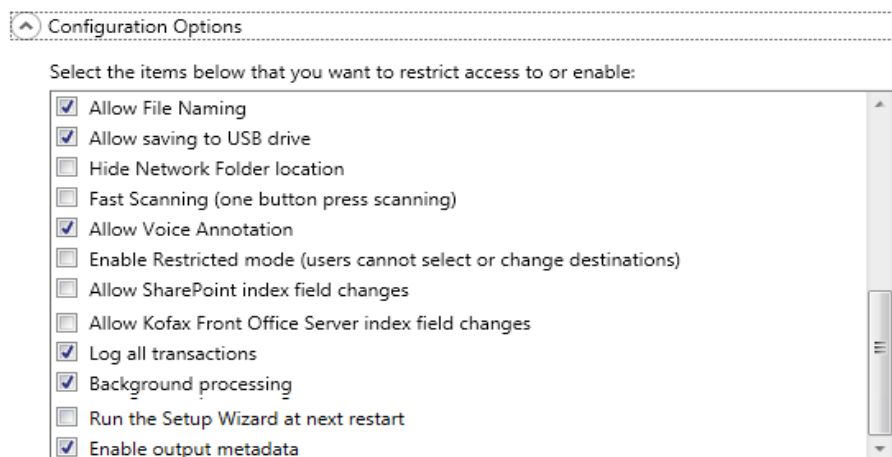 Configuration Options
Select the items below that you want to restrict access to or enable:
Allow File Naming
Allow saving to USB drive
Hide Network Folder location
Fast Scanning (one button press scanning)
Allow Voice Annotation
Enable Restricted mode (users cannot select or change destinations)
Allow SharePoint index field changes
Allow Kofax Front Office Server index field changes
Log all transactions
Background processing
Run the Setup Wizard at next restart
Enable output metadata